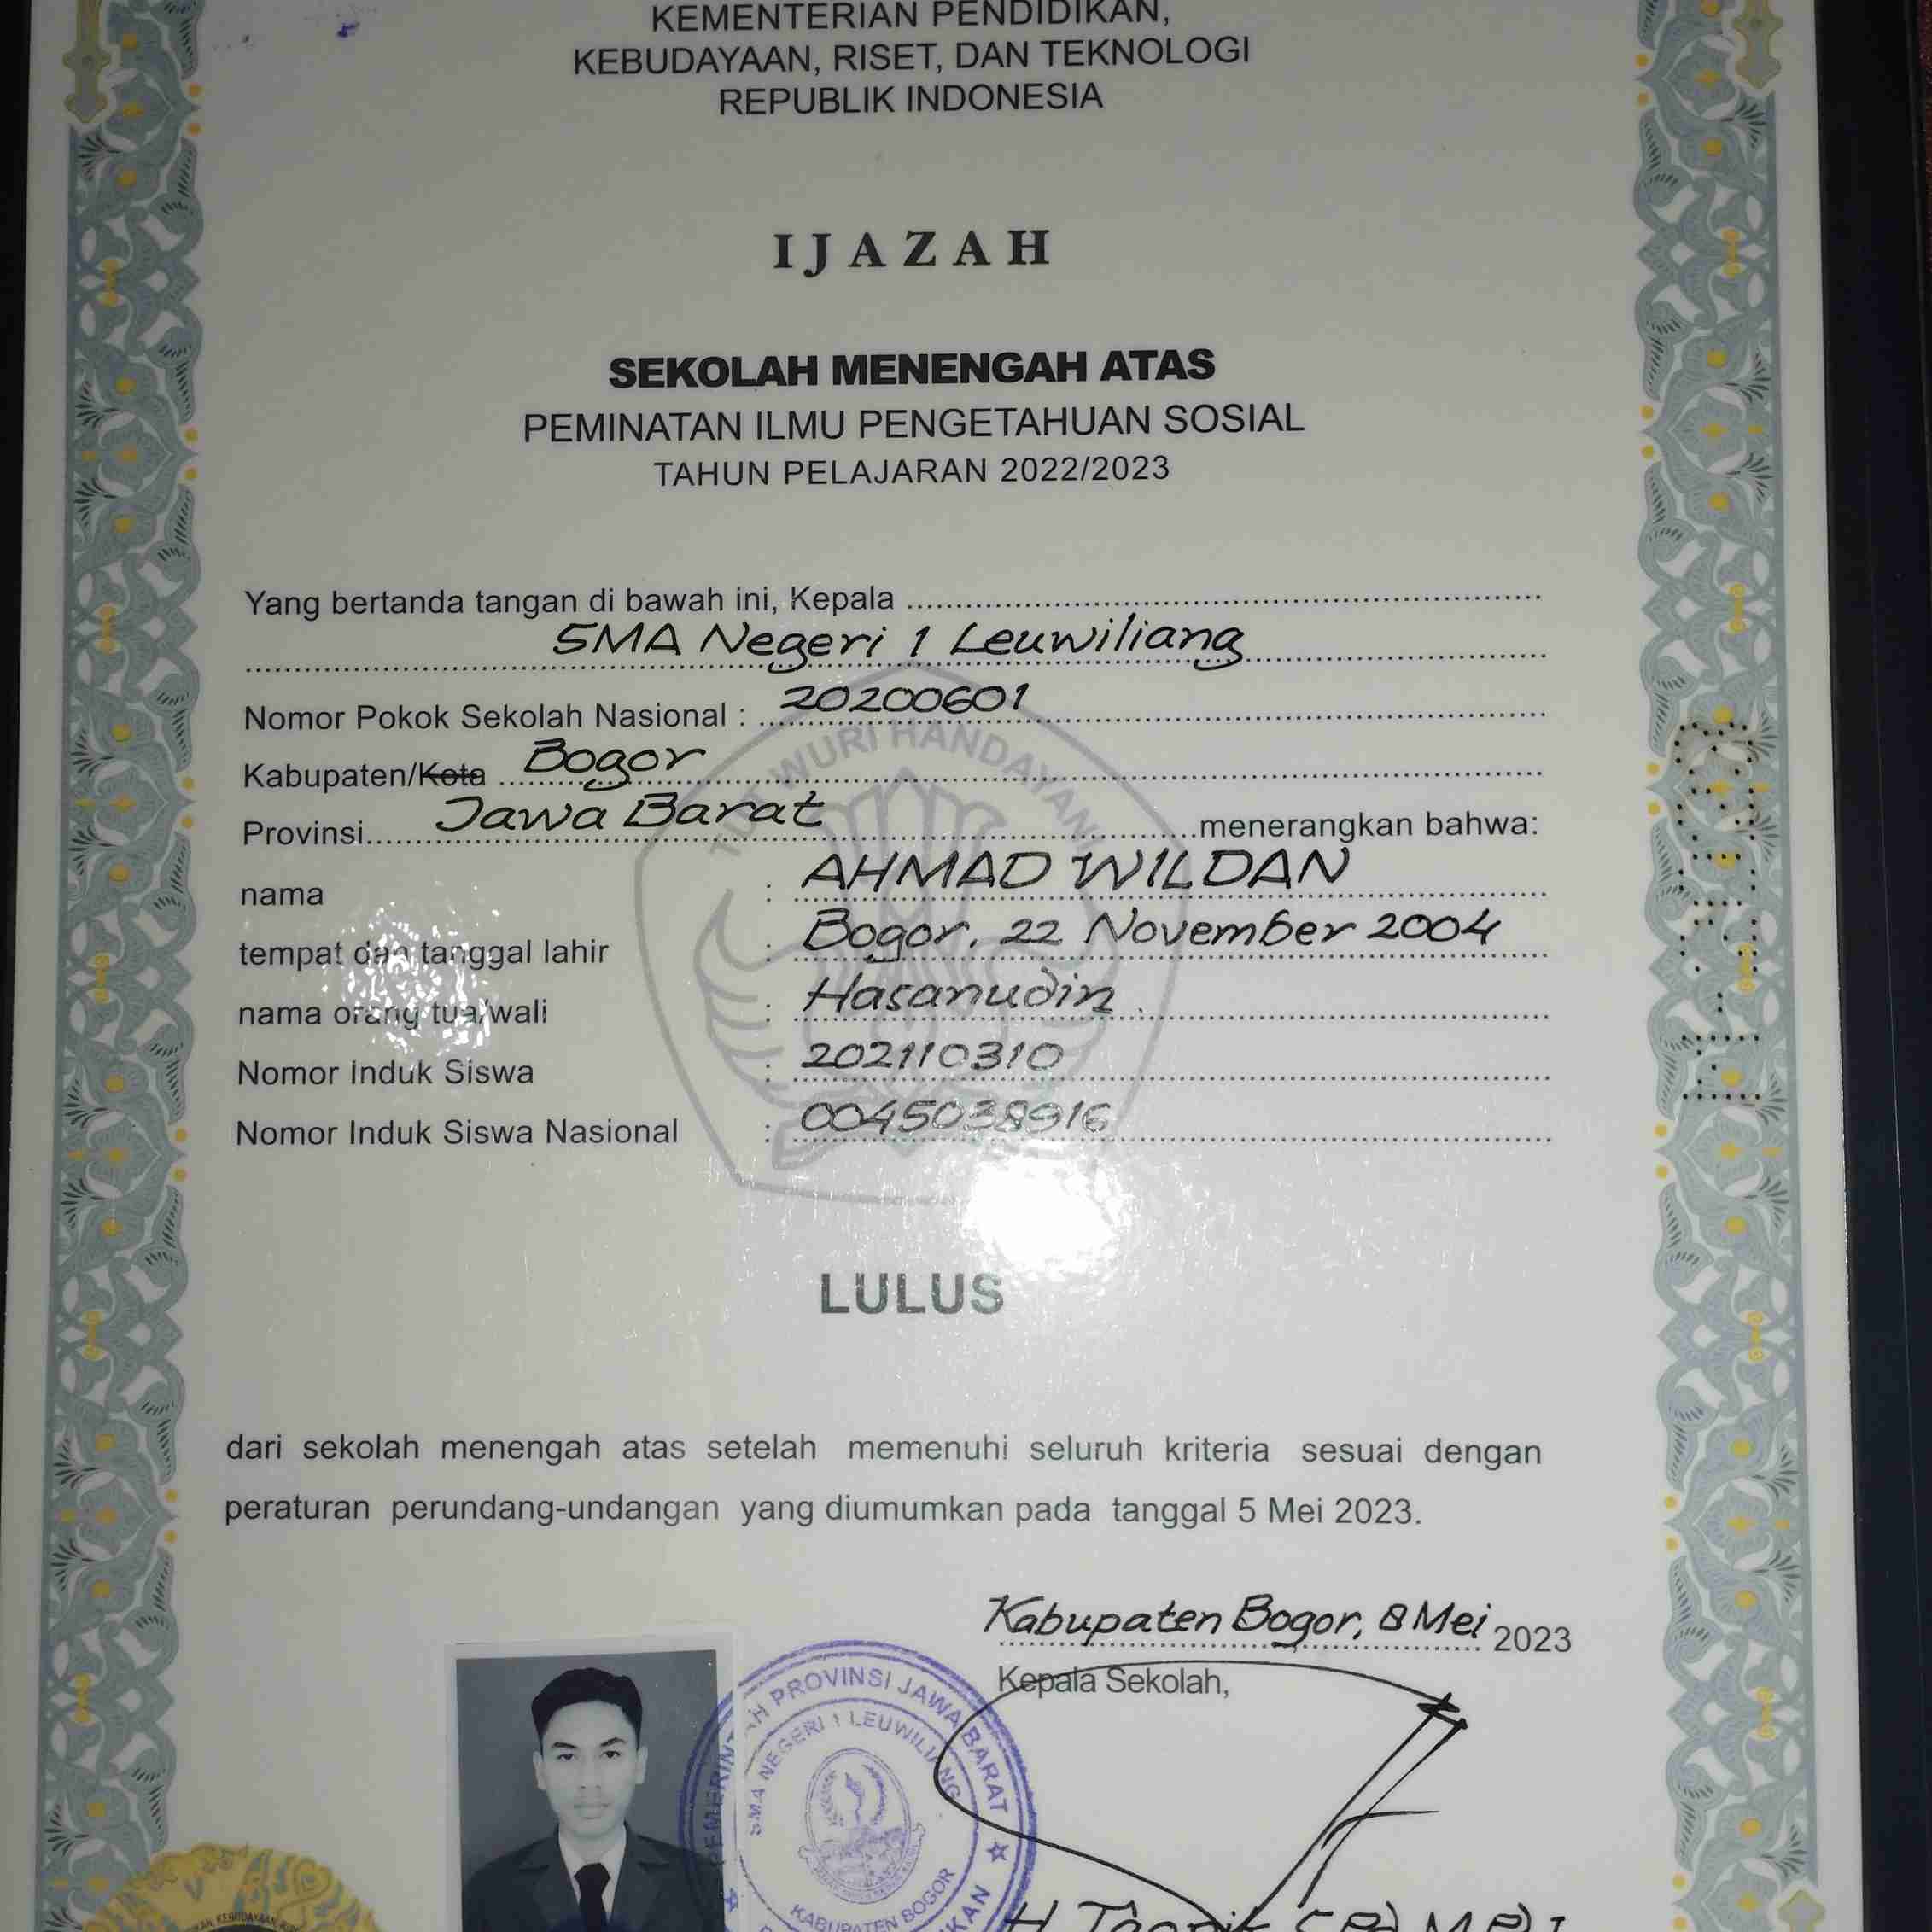 KEMENTERIAN PENDIDIKAN,
KEBUDAYAAN, RISET, DAN TEKNOLOGI
REPUBLIK INDONESIA
IJAZAH
SEKOLAH MENENGAH ATAS
PEMINATAN ILMU PENGETAHUAN SOSIAL
TAHUN PELAJARAN 2022/2023
Yang bertanda tangan di bawah ini, Kepala
SMA Negeri 1 Leuwiliang
Nomor Pokok Sekolah Nasional : 20200601
Kabupaten/Kota Bogor
Provinsi Jawa Barat menerangkan bahwa:
nama : AHMAD WILDAN
tempat dan tanggal lahir : Bogor, 22 November 2004
nama orang tua/wali : Hasanudin
Nomor Induk Siswa : 202110310
Nomor Induk Siswa Nasional : 0045038916
WURI HANDAYANI
LULUS
dari sekolah menengah atas setelah memenuhi seluruh kriteria sesuai dengan
peraturan perundang-undangan yang diumumkan pada tanggal 5 Mei 2023.
Kabupaten Bogor, 8 Mei 2023
Kepala Sekolah,
PEMERINTAH PROVINSI JAWA BARAT
SMA NEGERI 1 LEUWILIANG
KABUPATEN BOGOR